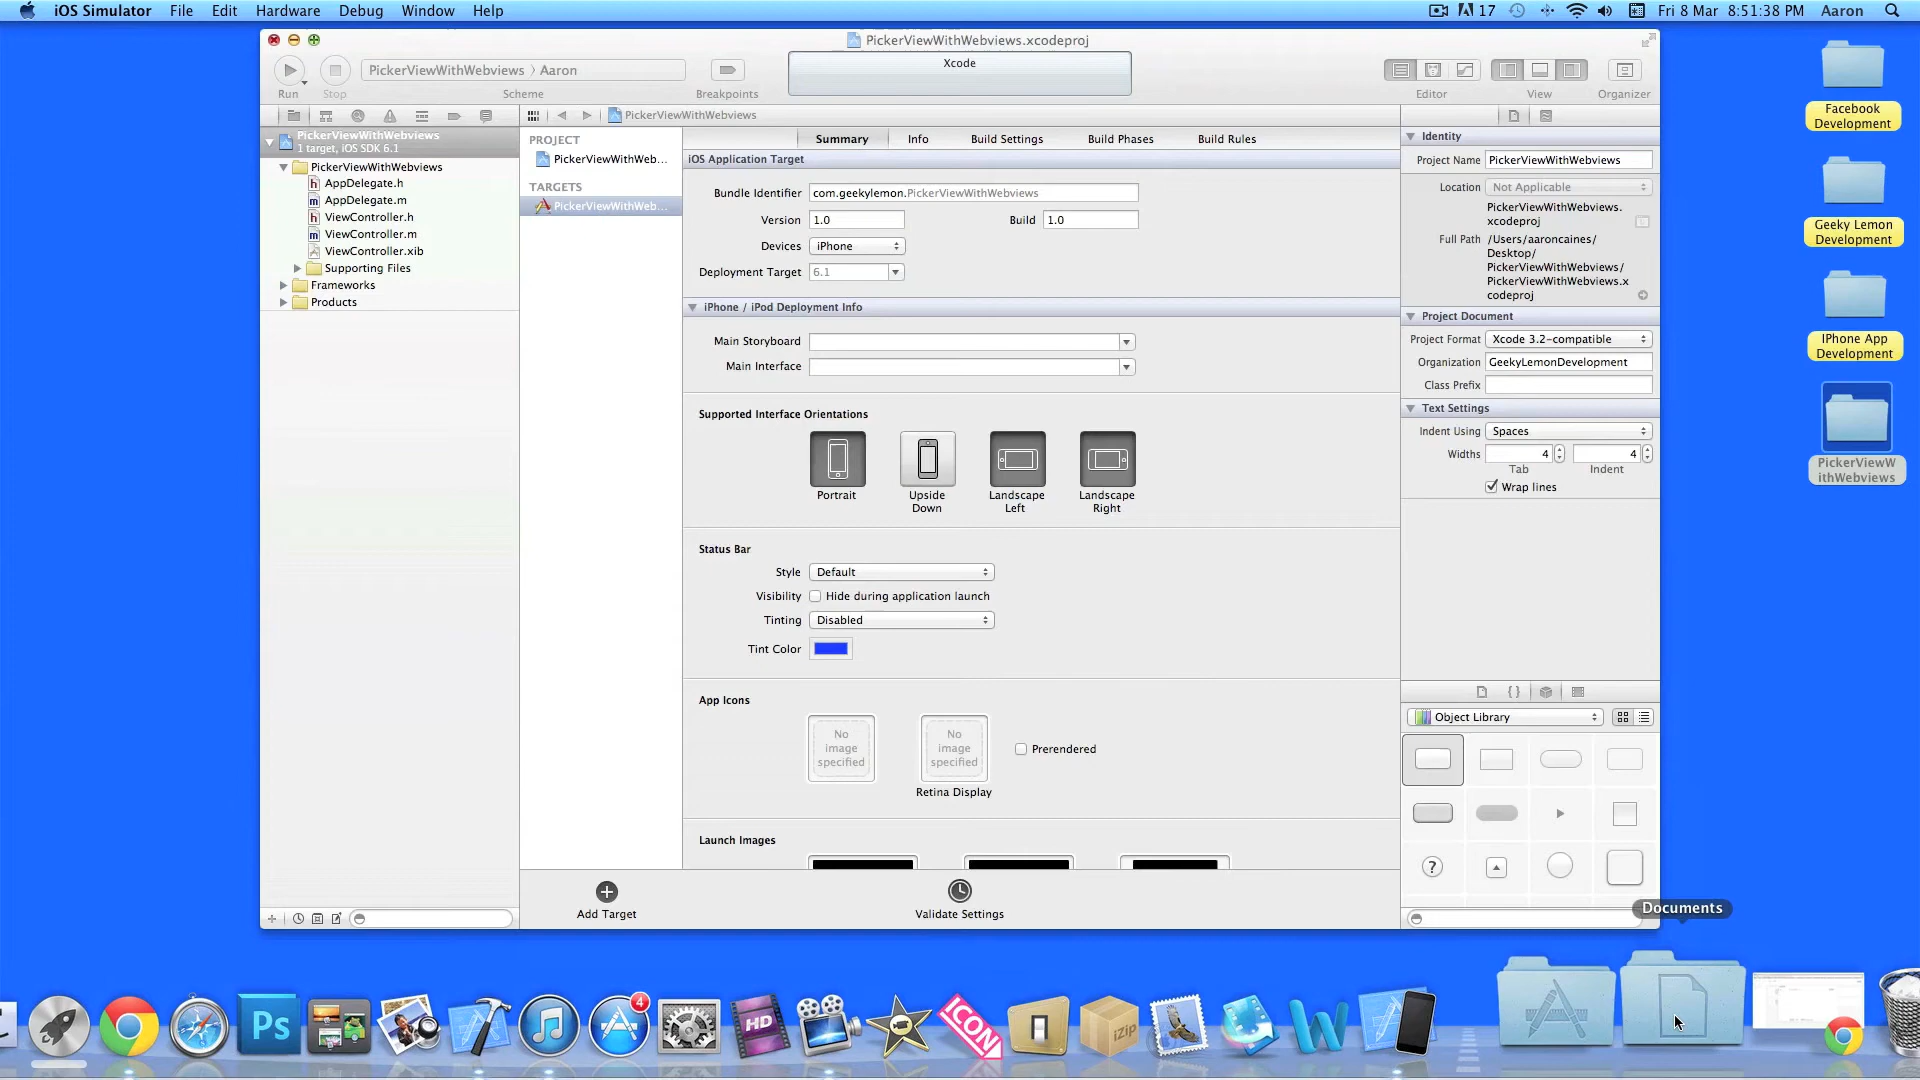 iOS Simulator File Edit Hardware Debug Window Help
17 Fri 8 Mar 8:51:38 PM Aaron
PickerViewWithWebviews.xcodeproj
PickerViewWithWebviews 〉 Aaron
Xcode
Run Stop Scheme Breakpoints Editor View Organizer
PickerViewWithWebviews
1 target, iOS SDK 6.1
PickerViewWithWebviews
AppDelegate.h
AppDelegate.m
ViewController.h
ViewController.m
ViewController.xib
Supporting Files
Frameworks
Products
PickerViewWithWebviews
PROJECT
PickerViewWithWeb...
TARGETS
PickerViewWithWeb...
Summary Info Build Settings Build Phases Build Rules
iOS Application Target
Bundle Identifier com.geekylemon.PickerViewWithWebviews
Version 1.0 Build 1.0
Devices iPhone
Deployment Target 6.1
iPhone / iPod Deployment Info
Main Storyboard
Main Interface
Supported Interface Orientations
Portrait
Upside
Down
Landscape
Left
Landscape
Right
Status Bar
Style Default
Visibility Hide during application launch
Tinting Disabled
Tint Color
App Icons
No
image
specified
No
image
specified
Prerendered
Retina Display
Launch Images
Add Target
Validate Settings
Identity
Project Name PickerViewWithWebviews
Location Not Applicable
PickerViewWithWebviews.
xcodeproj
Full Path /Users/aaroncaines/
Desktop/
PickerViewWithWebviews/
PickerViewWithWebviews.x
codeproj
Project Document
Project Format Xcode 3.2-compatible
Organization GeekyLemonDevelopment
Class Prefix
Text Settings
Indent Using Spaces
Widths 4 4
Tab Indent
Wrap lines
{ }
Object Library
?
Facebook
Development
Geeky Lemon
Development
IPhone App
Development
PickerViewW
ithWebviews
Documents
Ps
4
HD
ICON
iZip
W